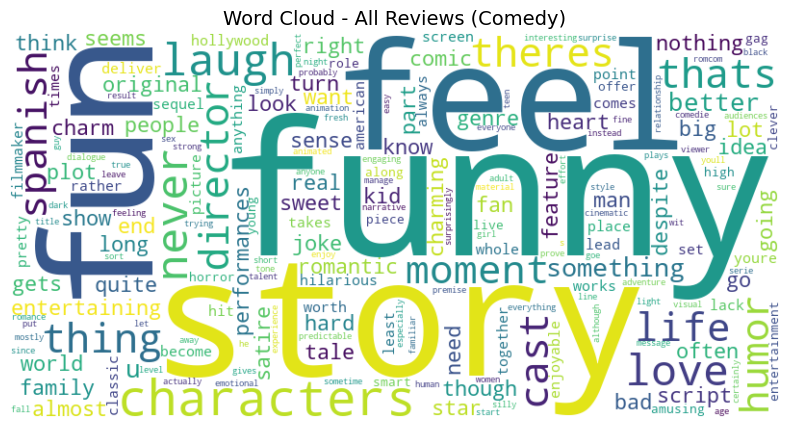 Word Cloud - All Reviews (Comedy)
funny
story
feel
fun
characters
laugh
director
spanish
never
thing
moment
cast
life
love
humor
theres
thats
better
something
nothing
think
seems
hollywood
deliver
original
sequel
charm
people
times
filmmaker
plot
rather
picture
dark
true
leave
show
feeling
trying
pretty
title
sort
end
long
gets
quite
entertaining
romance
put
let
mostly
since
world
away
become
family
level
actually
almost
classic
fall
emotional
right
screen
comic
turn
role
want
look
part
always
american
anything
genre
sense
know
real
sweet
kid
performances
young
takes
piece
joke
horror
short
tone
talent
enjoy
romantic
hilarious
hit
satire
worth
premise
hard
least
especially
familiar
experience
predictable
tale
he
gives
smart
human
sometime
women
silly
star
start
need
though
together
everything
enjoyable
works
line
although
adventure
light
visual
lack
message
often
bad
script
amusing
age
certainly
go
serie
set
wit
plays
youre
going
high
sure
despite
man
place
lead
style
cinematic
prove
goe
feature
fan
charming
surprisingly
along
manage
narrative
engaging
adult
material
effort
live
girl
whole
heart
big
lot
idea
point
offer
comes
interesting
surprise
black
gag
romcom
relationship
comedie
audiences
clever
viewer
youll
fine
instead
everyone
easy
teen
animation
fresh
simply
probably
night
perfect
result
sex
strong
guy
dialogue
animated
anyone
entertainment
u
s